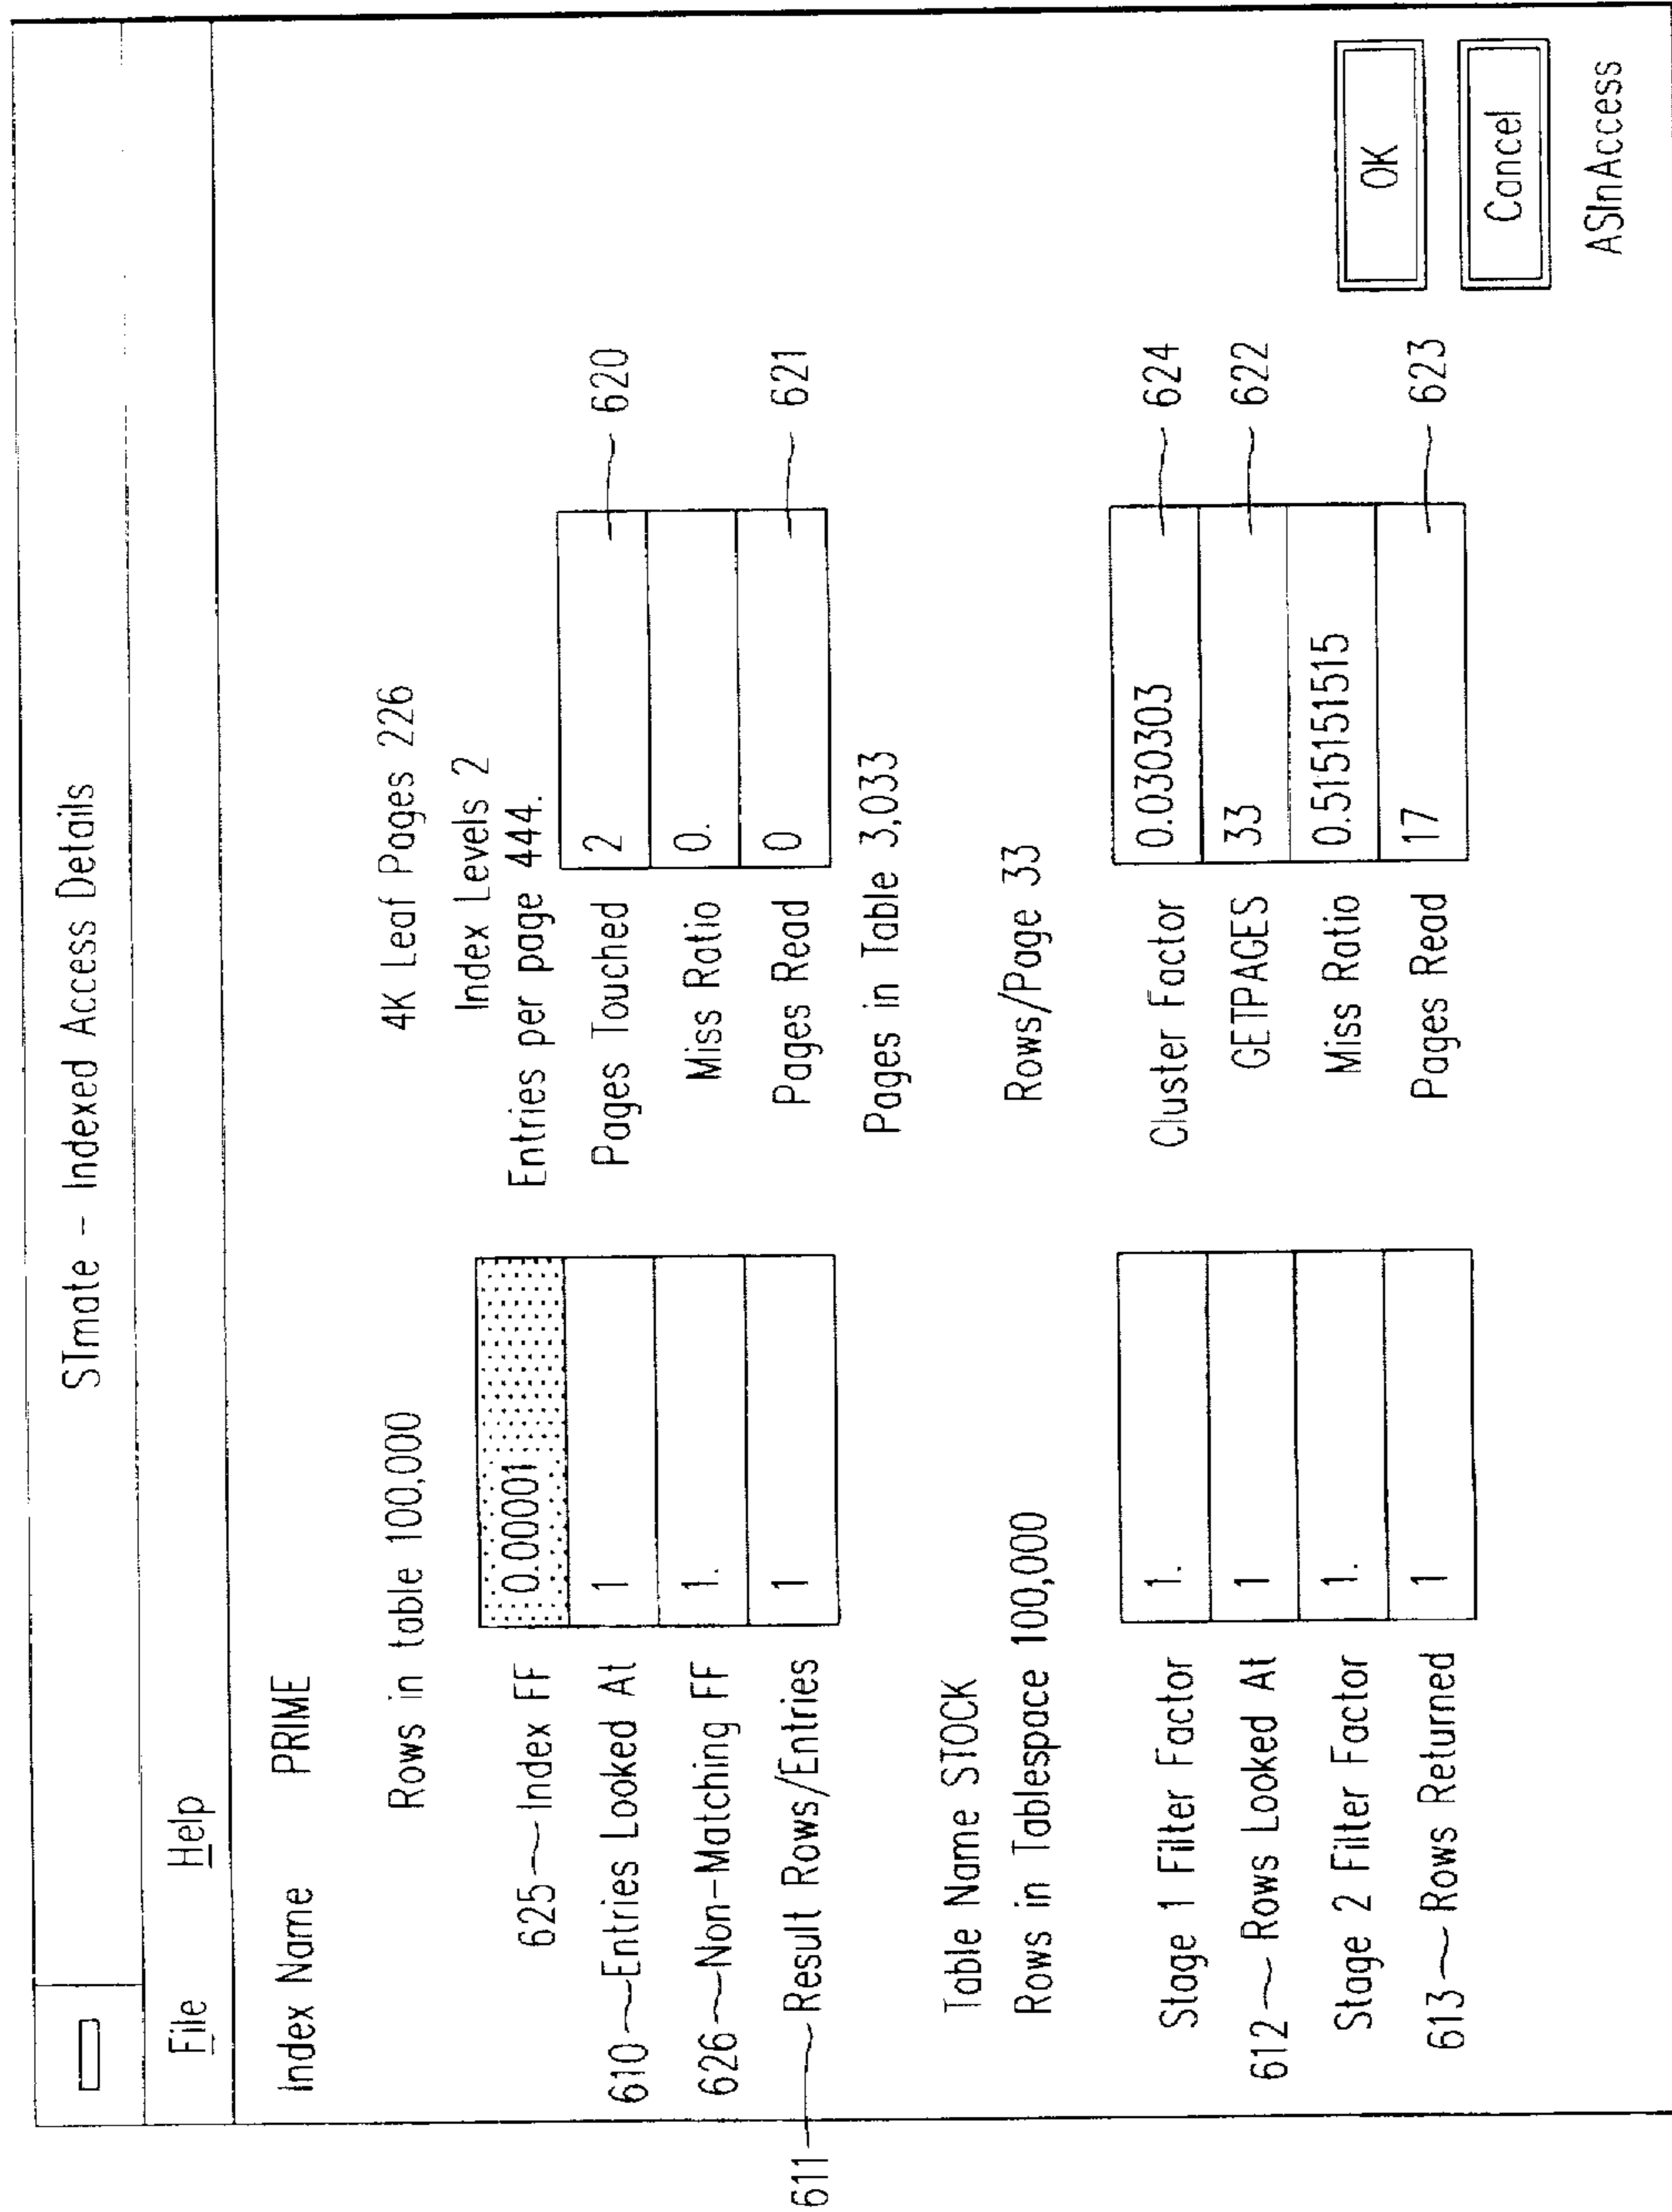 STmate -- Indexed Access Details
File Help
Index Name PRIME
Rows in table 100,000
4K Leaf Pages 226
Index Levels 2
Entries per page 444.
625 Index FF 0.00001
610 Entries Looked At 1
626 Non-Matching FF 1.
611 Result Rows/Entries 1
Pages Touched 2 620
Miss Ratio 0.
Pages Read 0 621
Pages in Table 3,033
Table Name STOCK
Rows in Tablespace 100,000
Rows/Page 33
Stage 1 Filter Factor 1.
612 Rows Looked At 1
Stage 2 Filter Factor 1.
613 Rows Returned 1
Cluster Factor 0.030303 624
GETPAGES 33 622
Miss Ratio 0.51515151515
Pages Read 17 623
OK
Cancel
ASInAccess